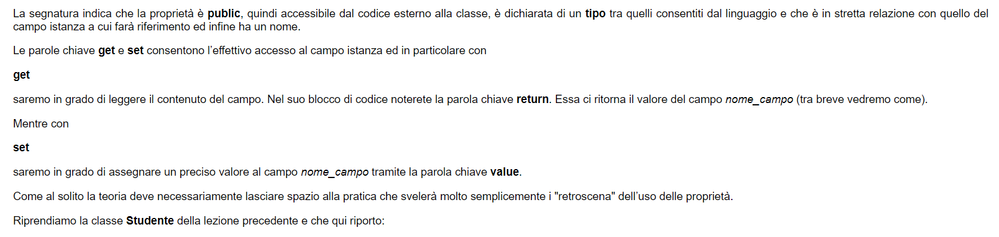 La segnatura indica che la proprietà è public, quindi accessibile dal codice esterno alla classe, è dichiarata di un tipo tra quelli consentiti dal linguaggio e che è in stretta relazione con quello del
campo istanza a cui farà riferimento ed infine ha un nome.
Le parole chiave get e set consentono l'effettivo accesso al campo istanza ed in particolare con
get
saremo in grado di leggere il contenuto del campo. Nel suo blocco di codice noterete la parola chiave return. Essa ci ritorna il valore del campo nome_campo (tra breve vedremo come).
Mentre con
set
saremo in grado di assegnare un preciso valore al campo nome_campo tramite la parola chiave value.
Come al solito la teoria deve necessariamente lasciare spazio alla pratica che svelerà molto semplicemente i "retroscena" dell'uso delle proprietà.
Riprendiamo la classe Studente della lezione precedente e che qui riporto: